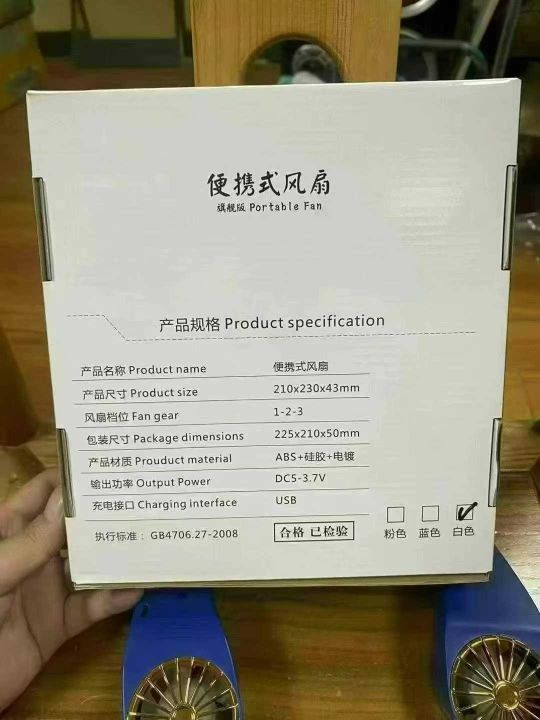 便携式风扇
旗舰版 Portable Fan
产品规格 Product specification
产品名称 Product name 便携式风扇
产品尺寸 Product size 210x230x43mm
风扇档位 Fan gear 1-2-3
包装尺寸 Package dimensions 225x210x50mm
产品材质 Prouduct material ABS+硅胶+电镀
输出功率 Output Power DC5-3.7V
充电接口 Charging interface USB
执行标准：GB4706.27-2008 合格 已检验 粉色 蓝色 白色